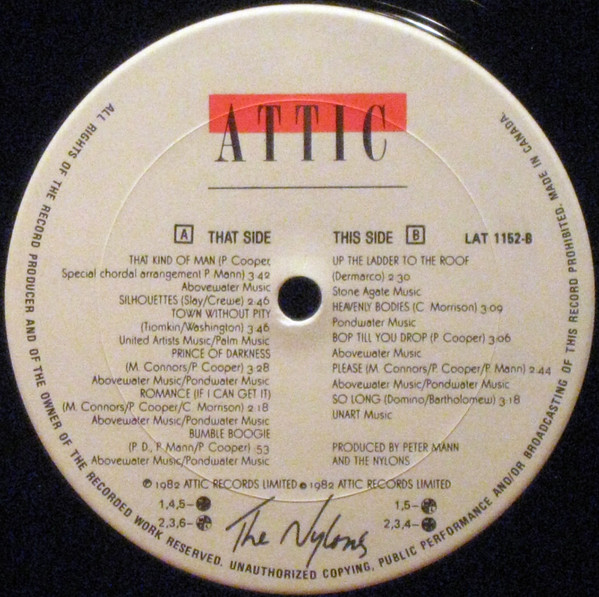 ATTIC
A THAT SIDE
THAT KIND OF MAN (P. Cooper,
Special chordal arrangement P. Mann) 3:42
Abovewater Music
SILHOUETTES (Slay/Crewe) 2:46
TOWN WITHOUT PITY
(Tiomkin/Washington) 3:46
United Artists Music/Palm Music
PRINCE OF DARKNESS
(M. Connors/P. Cooper) 3:28
Abovewater Music/Pondwater Music
ROMANCE (IF I CAN GET IT)
(M. Connors/P. Cooper/C. Morrison) 2:18
Abovewater Music/Pondwater Music
BUMBLE BOOGIE
(P. D., P. Mann/P. Cooper) :53
Abovewater Music/Pondwater Music
THIS SIDE B LAT 1152-B
UP THE LADDER TO THE ROOF
(Dermarco) 2:30
Stone Agate Music
HEAVENLY BODIES (C. Morrison) 3:09
Pondwater Music
BOP TILL YOU DROP (P. Cooper) 3:06
Abovewater Music
PLEASE (M. Connors/P. Cooper/P. Mann) 2:44
Abovewater Music/Pondwater Music
SO LONG (Domino/Bartholomew) 3:18
UNART Music
PRODUCED BY PETER MANN
AND THE NYLONS
℗ 1982 ATTIC RECORDS LIMITED © 1982 ATTIC RECORDS LIMITED
1,4,5–
2,3,6–
1,5–
2,3,4–
The Nylons
ALL RIGHTS OF THE RECORD PRODUCER AND OF THE OWNER OF THE RECORDED WORK RESERVED. UNAUTHORIZED COPYING, PUBLIC PERFORMANCE AND/OR BROADCASTING OF THIS RECORD PROHIBITED. MADE IN CANADA.